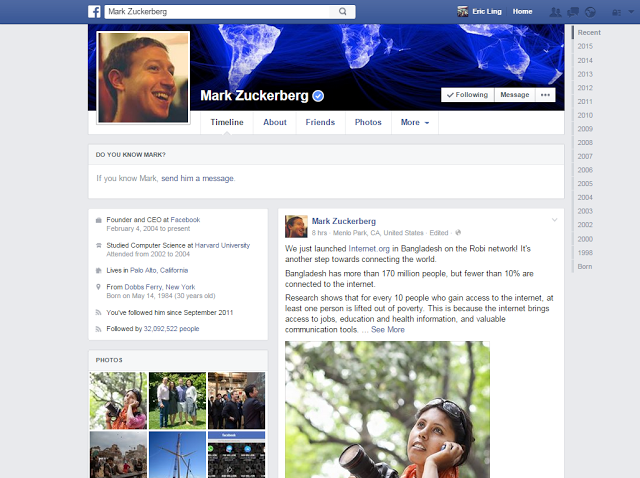 Mark Zuckerberg
Eric Ling
Home
Mark Zuckerberg
Following
Message
Timeline
About
Friends
Photos
More
DO YOU KNOW MARK?
If you know Mark, send him a message.
Founder and CEO at Facebook
February 4, 2004 to present
Studied Computer Science at Harvard University
Attended from 2002 to 2004
Lives in Palo Alto, California
From Dobbs Ferry, New York
Born on May 14, 1984 (30 years old)
You've followed him since September 2011
Followed by 32,092,522 people
PHOTOS
Mark Zuckerberg
8 hrs · Menlo Park, CA, United States · Edited ·
We just launched Internet.org in Bangladesh on the Robi network! It's
another step towards connecting the world.
Bangladesh has more than 170 million people, but fewer than 10% are
connected to the internet.
Research shows that for every 10 people who gain access to the internet, at
least one person is lifted out of poverty. This is because the internet brings
access to jobs, education and health information, and valuable
communication tools. ... See More
Recent
2015
2014
2013
2012
2011
2010
2009
2008
2007
2006
2005
2004
2003
2002
2000
1998
Born